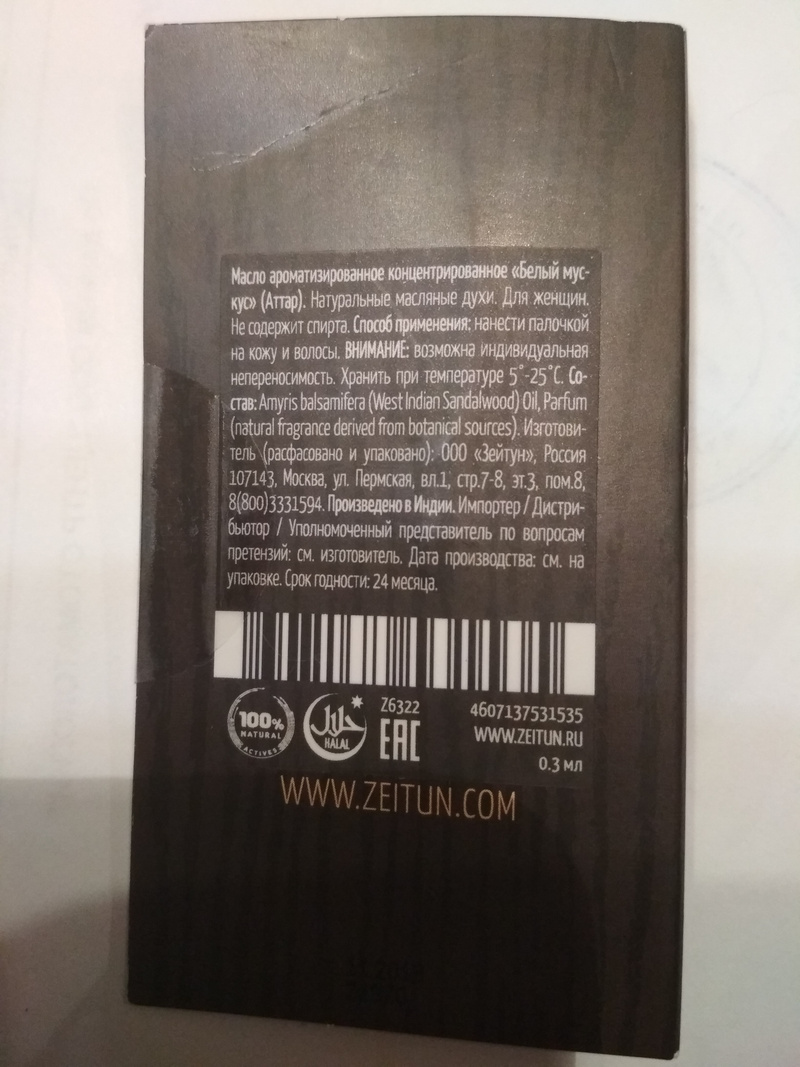 Масло ароматизированное концентрированное «Белый мус-
кус» (Аттар). Натуральные масляные духи. Для женщин.
Не содержит спирта. Способ применения: нанести палочкой
на кожу и волосы. ВНИМАНИЕ: возможна индивидуальная
непереносимость. Хранить при температуре 5°-25°C. Со-
став: Amyris balsamifera (West Indian Sandalwood) Oil, Parfum
(natural fragrance derived from botanical sources). Изготови-
тель (расфасовано и упаковано): ООО «Зейтун», Россия
107143, Москва, ул. Пермская, вл.1, стр.7-8, эт.3, пом.8,
8(800)3331594. Произведено в Индии. Импортер / Дистри-
бьютор / Уполномоченный представитель по вопросам
претензий: см. изготовитель. Дата производства: см. на
упаковке. Срок годности: 24 месяца.
100%
NATURAL
ACTIVES
حلال
HALAL
Z6322
EAC
4607137531535
WWW.ZEITUN.RU
0.3 мл
WWW.ZEITUN.COM